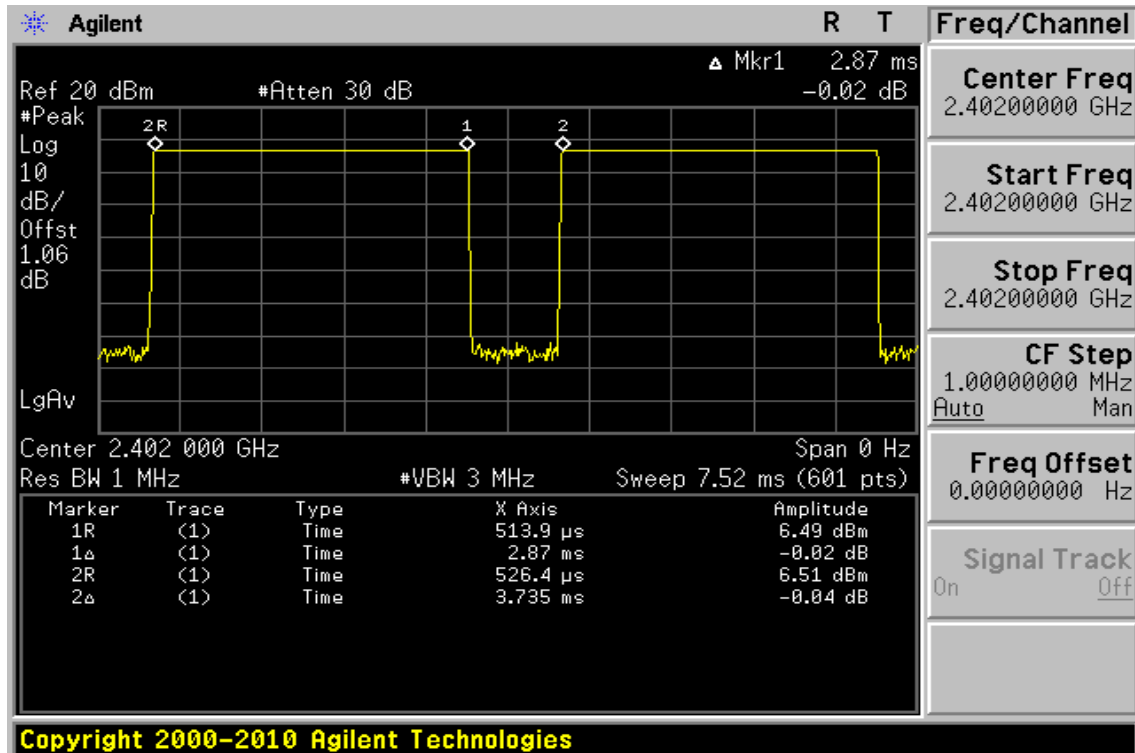 Agilent R T
Freq/Channel
Δ Mkr1 2.87 ms
Ref 20 dBm #Atten 30 dB -0.02 dB
#Peak
Log
10
dB/
Offst
1.06
dB
2R 1 2
LgAv
Center 2.402 000 GHz Span 0 Hz
Res BW 1 MHz #VBW 3 MHz Sweep 7.52 ms (601 pts)
Marker Trace Type X Axis Amplitude
1R (1) Time 513.9 µs 6.49 dBm
1Δ (1) Time 2.87 ms -0.02 dB
2R (1) Time 526.4 µs 6.51 dBm
2Δ (1) Time 3.735 ms -0.04 dB
Center Freq
2.40200000 GHz
Start Freq
2.40200000 GHz
Stop Freq
2.40200000 GHz
CF Step
1.00000000 MHz
Auto Man
Freq Offset
0.00000000 Hz
Signal Track
On Off
Copyright 2000-2010 Agilent Technologies